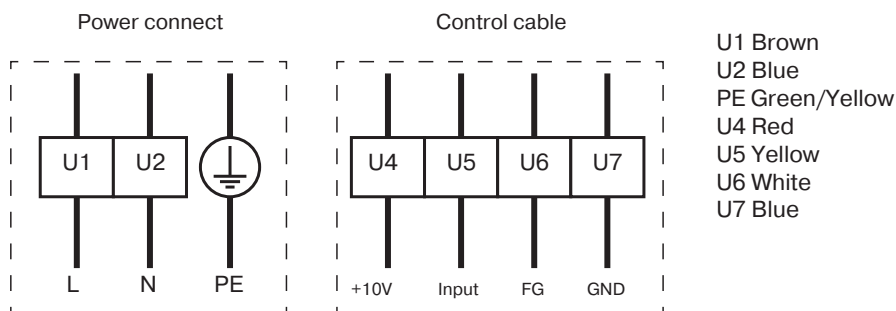 Power connect
Control cable
U1 Brown
U2 Blue
PE Green/Yellow
U4 Red
U5 Yellow
U6 White
U7 Blue
U1 U2
U4 U5 U6 U7
L N PE
+10V Input FG GND